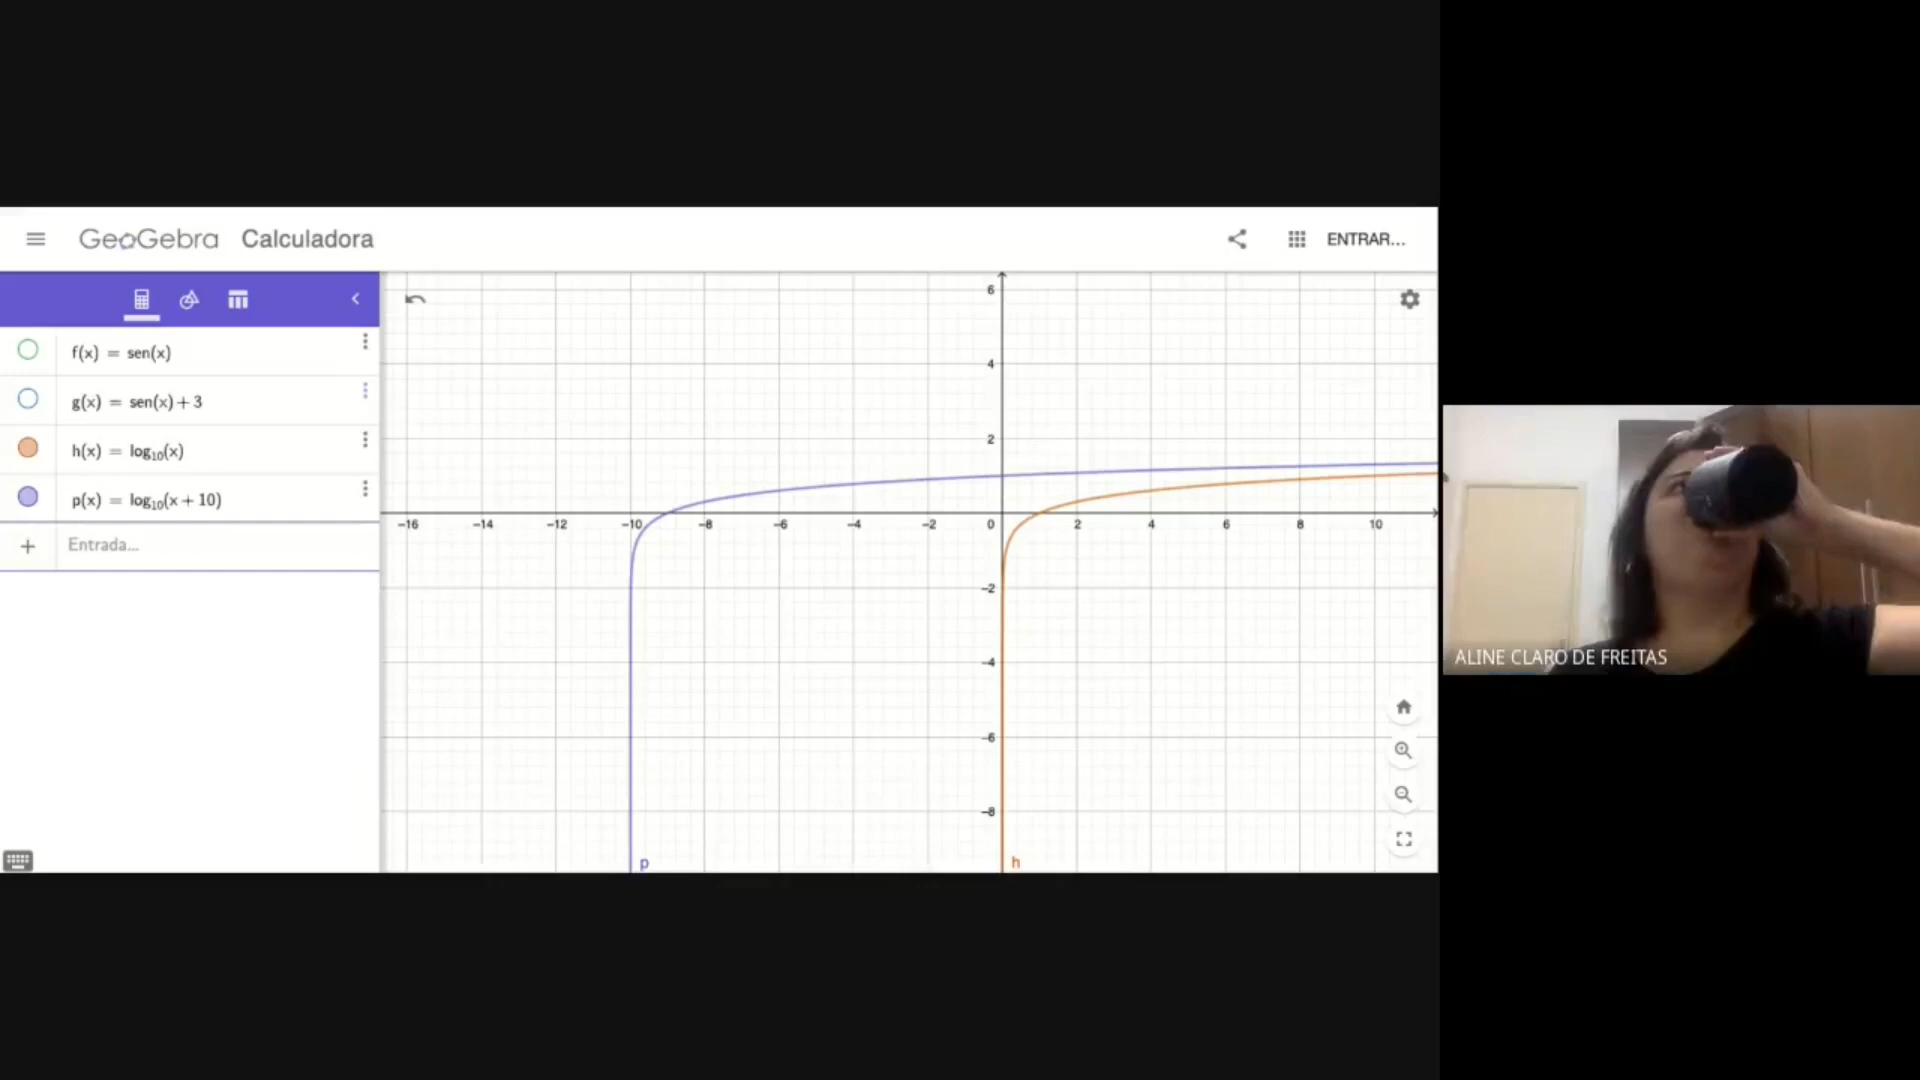 GeoGebra Calculadora
ENTRAR...
f(x) = sen(x)
g(x) = sen(x) + 3
h(x) = log₁₀(x)
p(x) = log₁₀(x + 10)
+ Entrada...
6
4
2
−16 −14 −12 −10 −8 −6 −4 −2 0 2 4 6 8 10
−2
−4
−6
−8
p
h
ALINE CLARO DE FREITAS